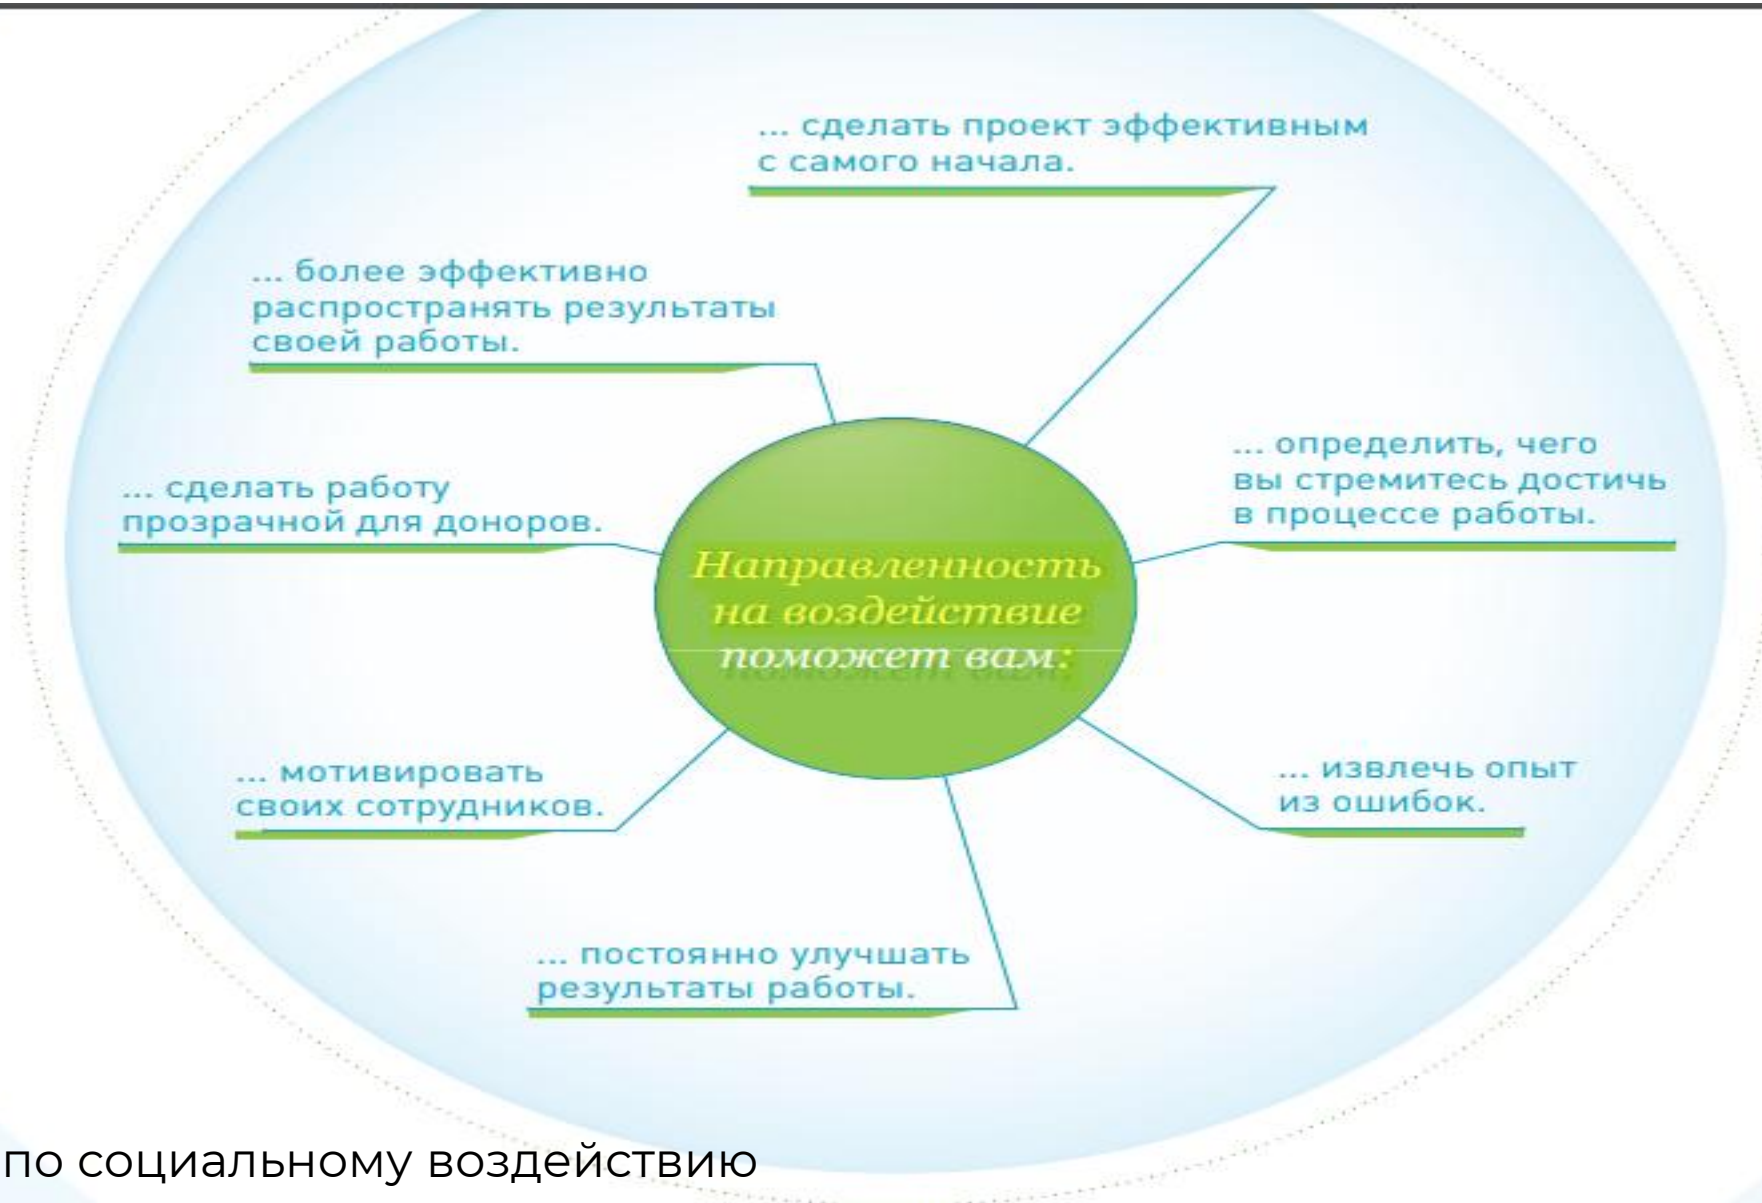 ... сделать проект эффективным
с самого начала.
... более эффективно
распространять результаты
своей работы.
... определить, чего
вы стремитесь достичь
в процессе работы.
... сделать работу
прозрачной для доноров.
Направленность
на воздействие
поможет вам:
... мотивировать
своих сотрудников.
... извлечь опыт
из ошибок.
... постоянно улучшать
результаты работы.
по социальному воздействию